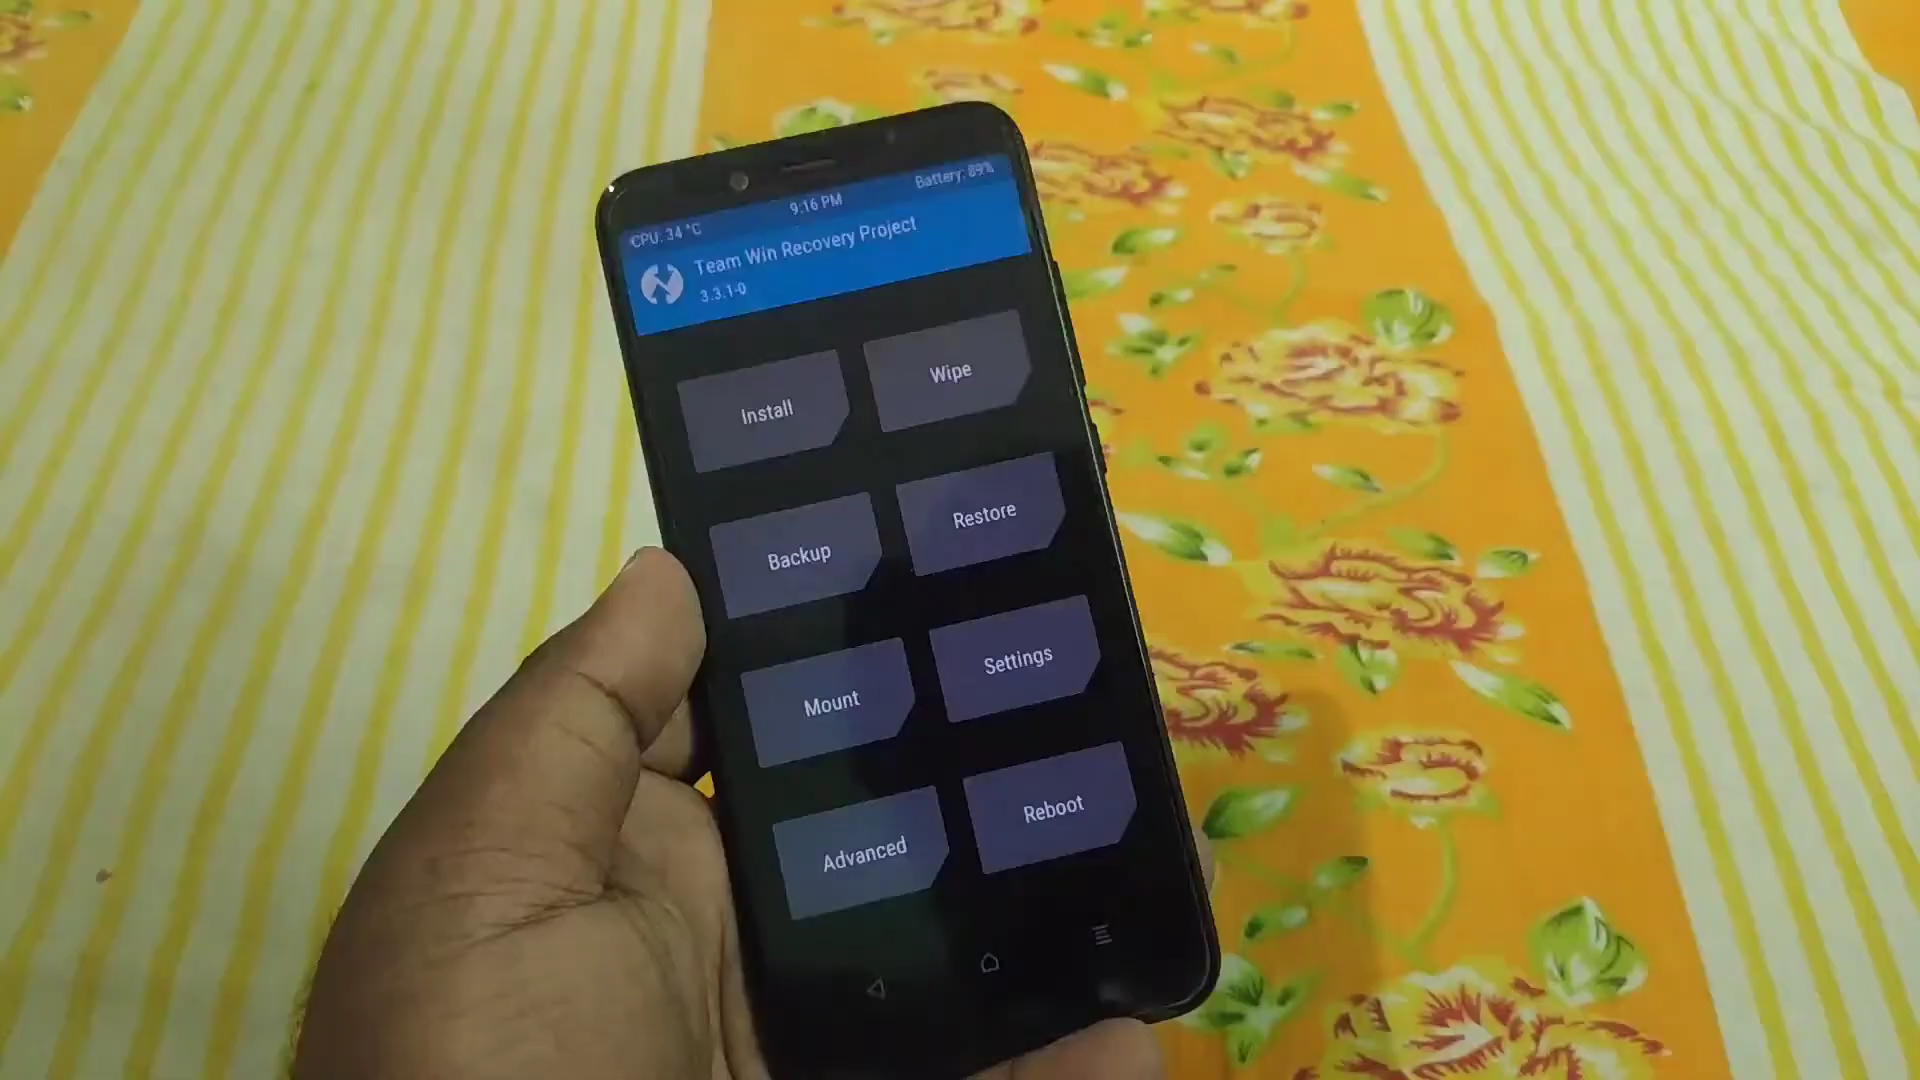 CPU: 34 °C
9:16 PM
Battery: 89%
Team Win Recovery Project
3.3.1-0
Install
Wipe
Backup
Restore
Mount
Settings
Advanced
Reboot